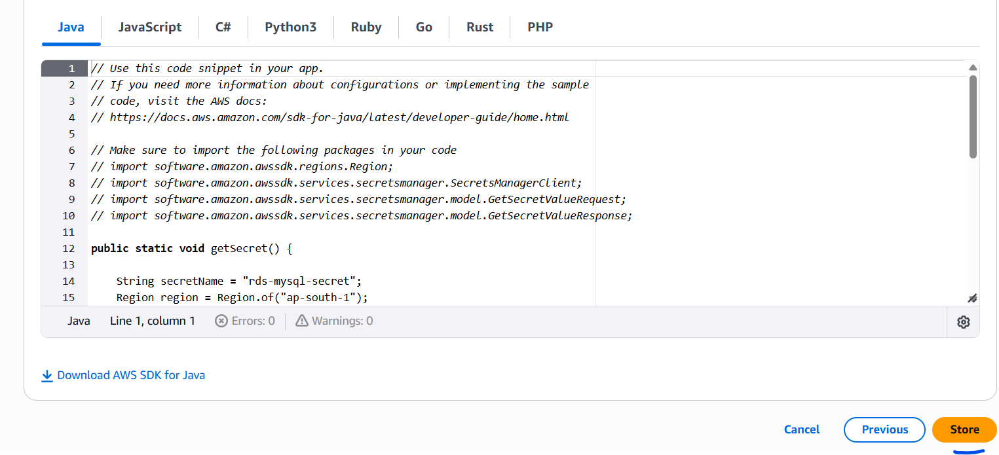 Java JavaScript C# Python3 Ruby Go Rust PHP
1 // Use this code snippet in your app.
2 // If you need more information about configurations or implementing the sample
3 // code, visit the AWS docs:
4 // https://docs.aws.amazon.com/sdk-for-java/latest/developer-guide/home.html
5
6 // Make sure to import the following packages in your code
7 // import software.amazon.awssdk.regions.Region;
8 // import software.amazon.awssdk.services.secretsmanager.SecretsManagerClient;
9 // import software.amazon.awssdk.services.secretsmanager.model.GetSecretValueRequest;
10 // import software.amazon.awssdk.services.secretsmanager.model.GetSecretValueResponse;
11
12 public static void getSecret() {
13
14     String secretName = "rds-mysql-secret";
15     Region region = Region.of("ap-south-1");
Java Line 1, column 1 Errors: 0 Warnings: 0
Download AWS SDK for Java
Cancel Previous Store